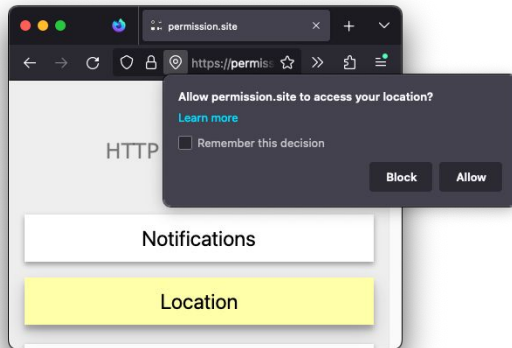 permission.site
https://permiss
Allow permission.site to access your location?
Learn more
Remember this decision
Block Allow
HTTP
Notifications
Location